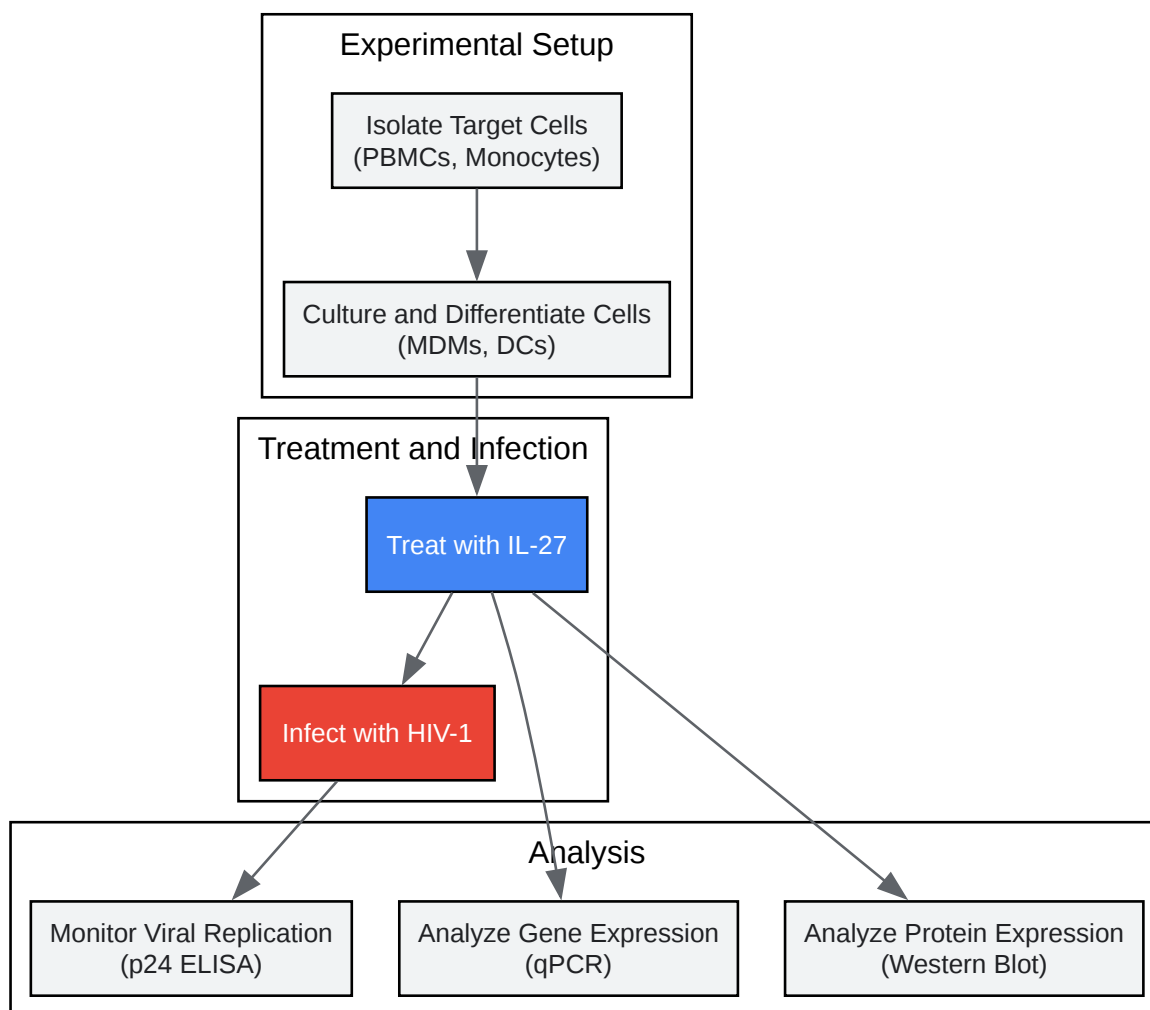 Experimental Setup
Isolate Target Cells
(PBMCs, Monocytes)
Culture and Differentiate Cells
(MDMs, DCs)
Treatment and Infection
Treat with IL-27
Infect with HIV-1
Analysis
Monitor Viral Replication
(p24 ELISA)
Analyze Gene Expression
(qPCR)
Analyze Protein Expression
(Western Blot)